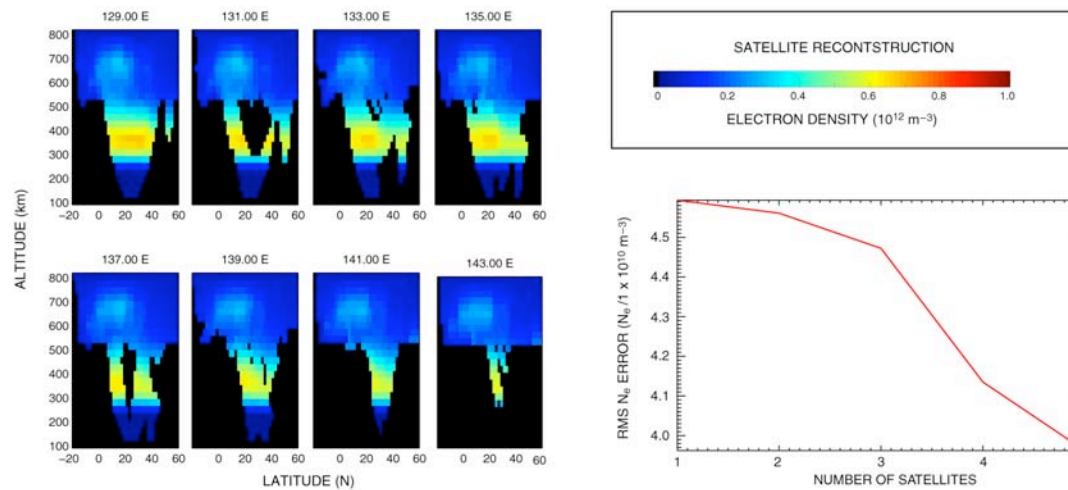 129.00 E 131.00 E 133.00 E 135.00 E
800
700
600
500
400
300
200
100
-20 0 20 40 60 0 20 40 60 0 20 40 60 0 20 40 60
ALTITUDE (km)
137.00 E 139.00 E 141.00 E 143.00 E
800
700
600
500
400
300
200
100
-20 0 20 40 60 0 20 40 60 0 20 40 60 0 20 40 60
LATITUDE (N)
SATELLITE RECONTSTRUCTION
0 0.2 0.4 0.6 0.8 1.0
ELECTRON DENSITY (10¹² m⁻³)
RMS Nₑ ERROR (Nₑ/1 x 10¹⁰ m⁻³)
4.5
4.4
4.3
4.2
4.1
4.0
1 2 3 4
NUMBER OF SATELLITES